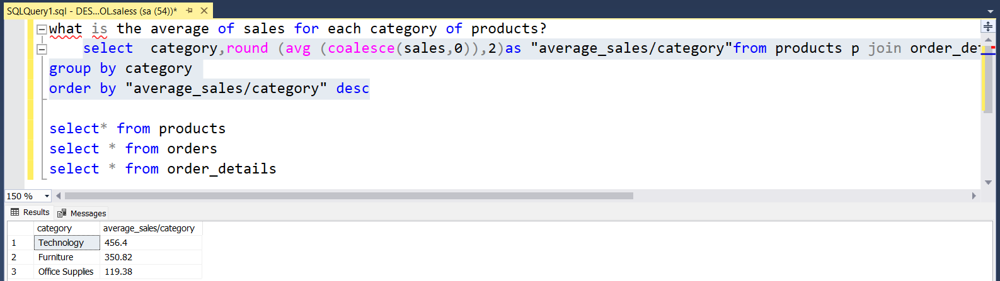 SQLQuery1.sql - DES...OL.saless (sa (54))*
what is the average of sales for each category of products?
select category,round (avg (coalesce(sales,0)),2)as "average_sales/category"from products p join order_de
group by category
order by "average_sales/category" desc
select* from products
select * from orders
select * from order_details
150 %
Results Messages
category average_sales/category
1 Technology 456.4
2 Furniture 350.82
3 Office Supplies 119.38